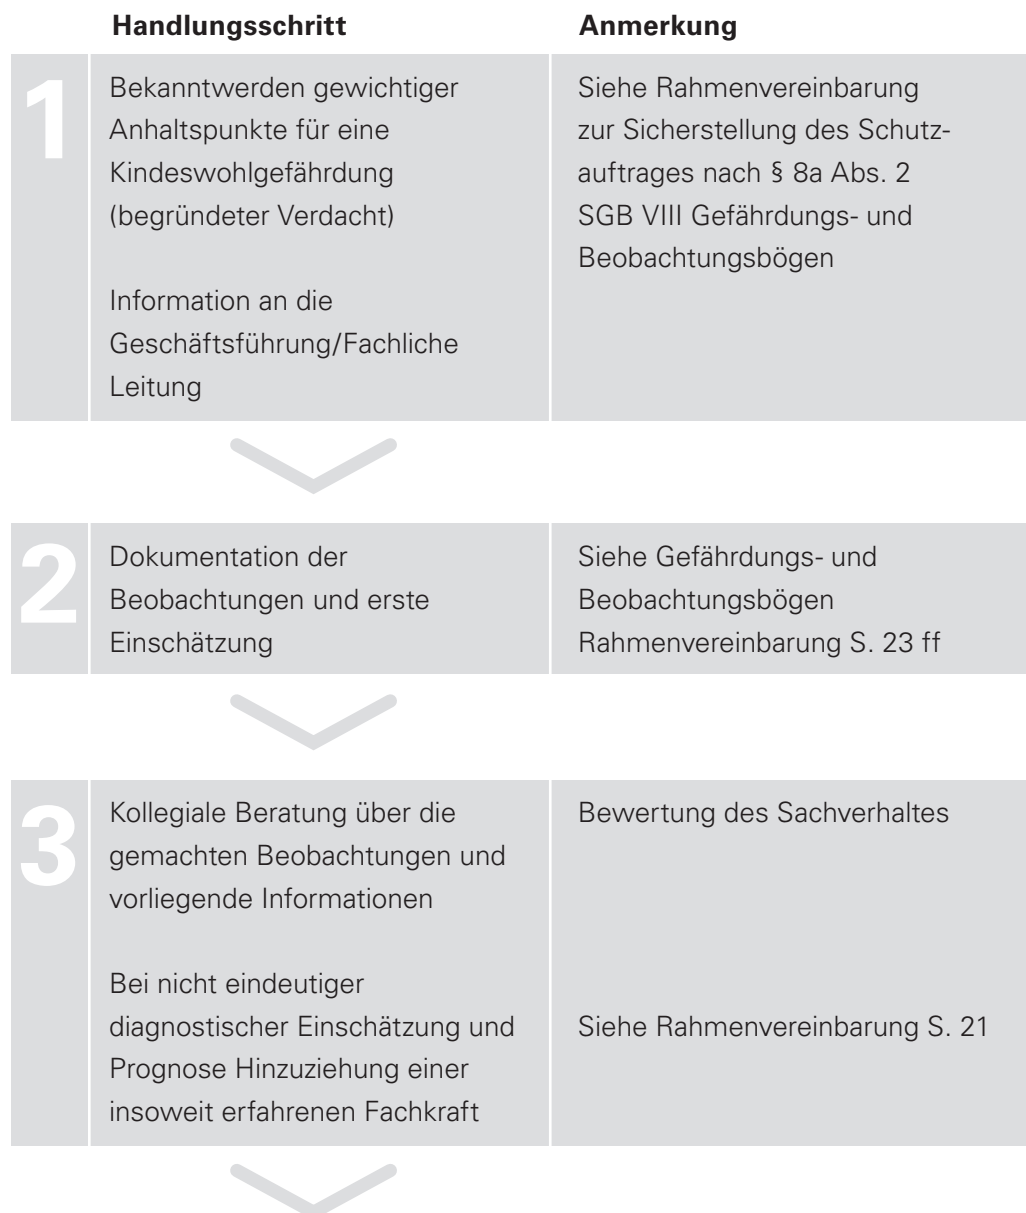 Handlungsschritt
Anmerkung
1
Bekanntwerden gewichtiger
Anhaltspunkte für eine
Kindeswohlgefährdung
(begründeter Verdacht)
Information an die
Geschäftsführung/Fachliche
Leitung
Siehe Rahmenvereinbarung
zur Sicherstellung des Schutz-
auftrages nach § 8a Abs. 2
SGB VIII Gefährdungs- und
Beobachtungsbögen
2
Dokumentation der
Beobachtungen und erste
Einschätzung
Siehe Gefährdungs- und
Beobachtungsbögen
Rahmenvereinbarung S. 23 ff
3
Kollegiale Beratung über die
gemachten Beobachtungen und
vorliegende Informationen
Bewertung des Sachverhaltes
Bei nicht eindeutiger
diagnostischer Einschätzung und
Prognose Hinzuziehung einer
insoweit erfahrenen Fachkraft
Siehe Rahmenvereinbarung S. 21